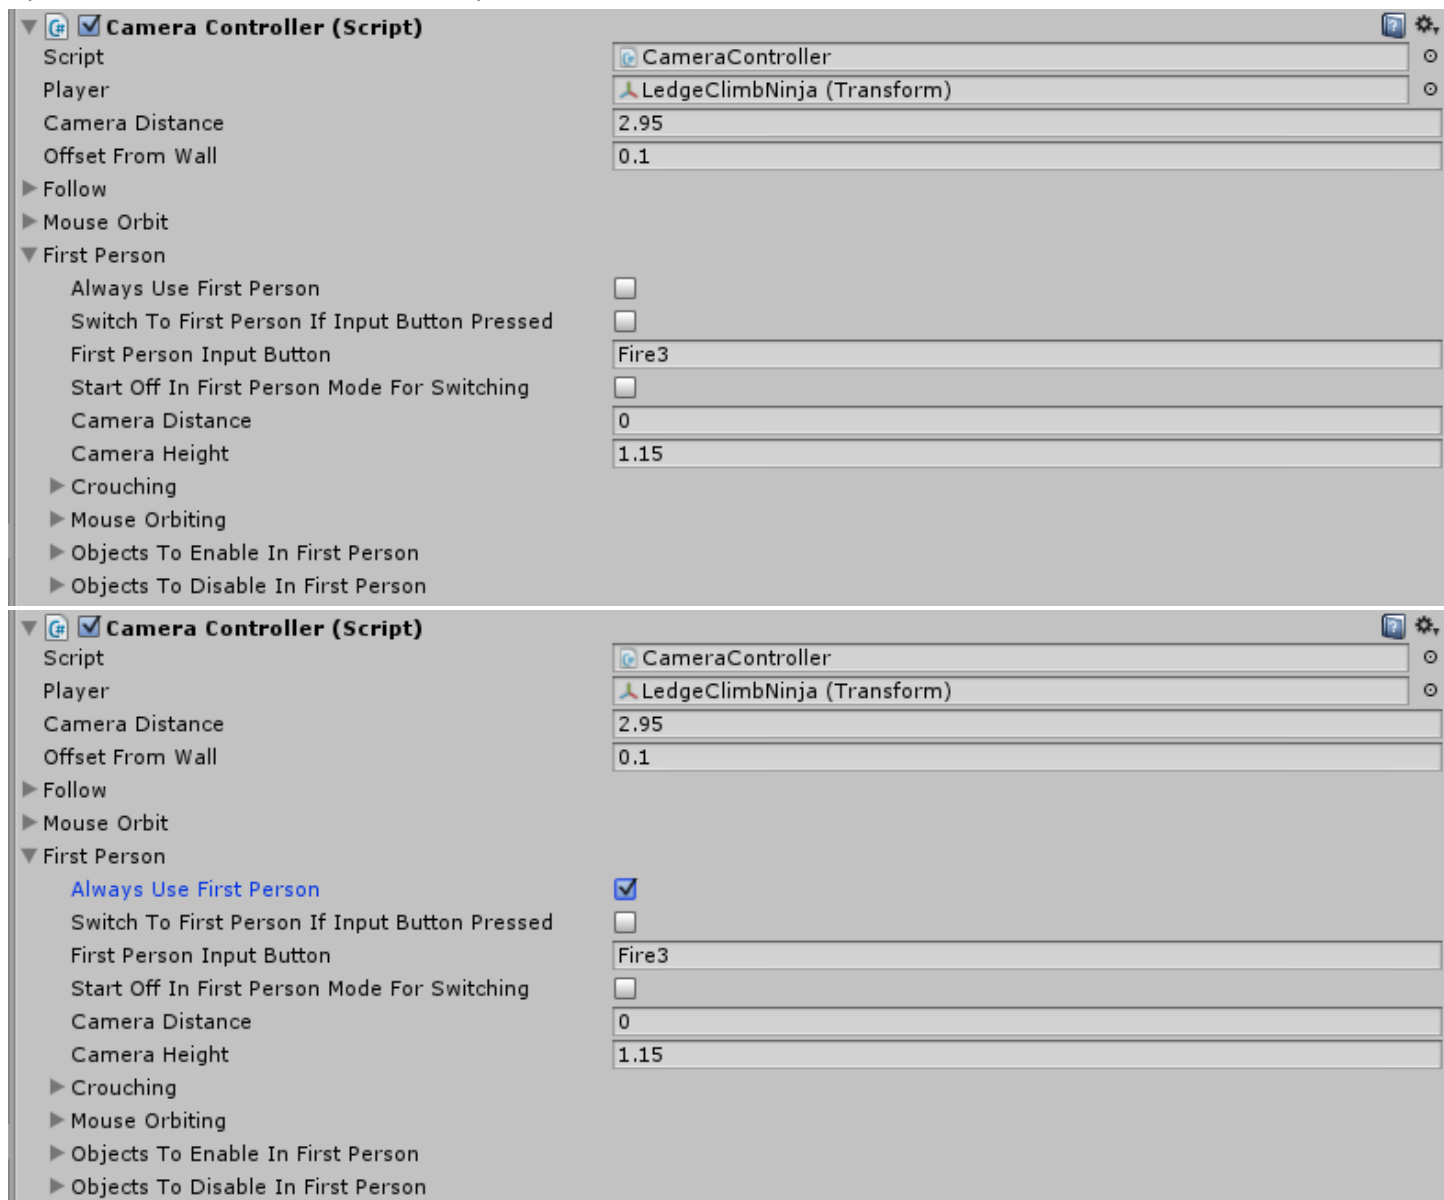 Camera Controller (Script)
Script CameraController
Player LedgeClimbNinja (Transform)
Camera Distance 2.95
Offset From Wall 0.1
Follow
Mouse Orbit
First Person
Always Use First Person
Switch To First Person If Input Button Pressed
First Person Input Button Fire3
Start Off In First Person Mode For Switching
Camera Distance 0
Camera Height 1.15
Crouching
Mouse Orbiting
Objects To Enable In First Person
Objects To Disable In First Person
Camera Controller (Script)
Script CameraController
Player LedgeClimbNinja (Transform)
Camera Distance 2.95
Offset From Wall 0.1
Follow
Mouse Orbit
First Person
Always Use First Person
Switch To First Person If Input Button Pressed
First Person Input Button Fire3
Start Off In First Person Mode For Switching
Camera Distance 0
Camera Height 1.15
Crouching
Mouse Orbiting
Objects To Enable In First Person
Objects To Disable In First Person